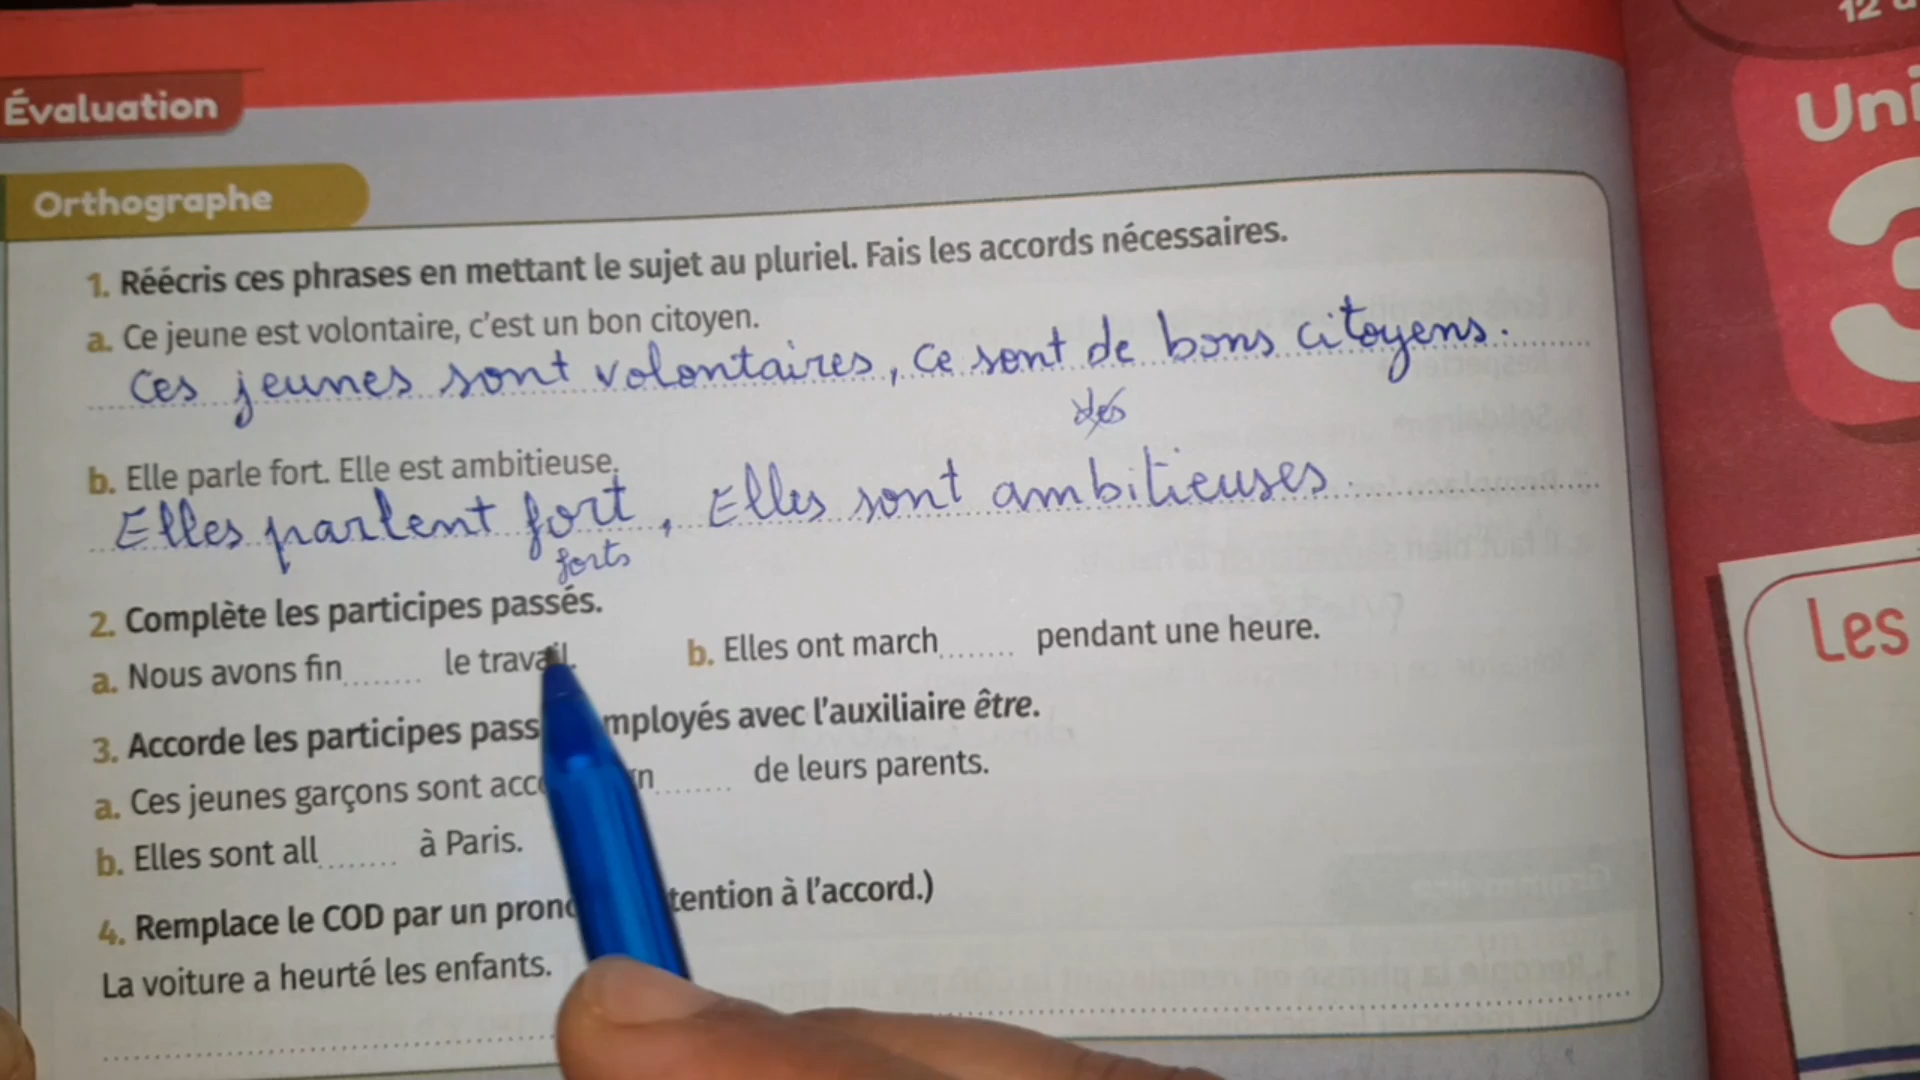 12 a
Évaluation
Uni
3
Orthographe
1. Réécris ces phrases en mettant le sujet au pluriel. Fais les accords nécessaires.
a. Ce jeune est volontaire, c'est un bon citoyen.
Ces jeunes sont volontaires, ce sont de bons citoyens.
des
b. Elle parle fort. Elle est ambitieuse.
Elles parlent fort, Elles sont ambitieuses
forts
2. Complète les participes passés.
a. Nous avons fin........ le travail. b. Elles ont march........ pendant une heure.
3. Accorde les participes pass mployés avec l'auxiliaire être.
a. Ces jeunes garçons sont acc n........ de leurs parents.
b. Elles sont all........ à Paris.
4. Remplace le COD par un prono tention à l'accord.)
La voiture a heurté les enfants.
Les